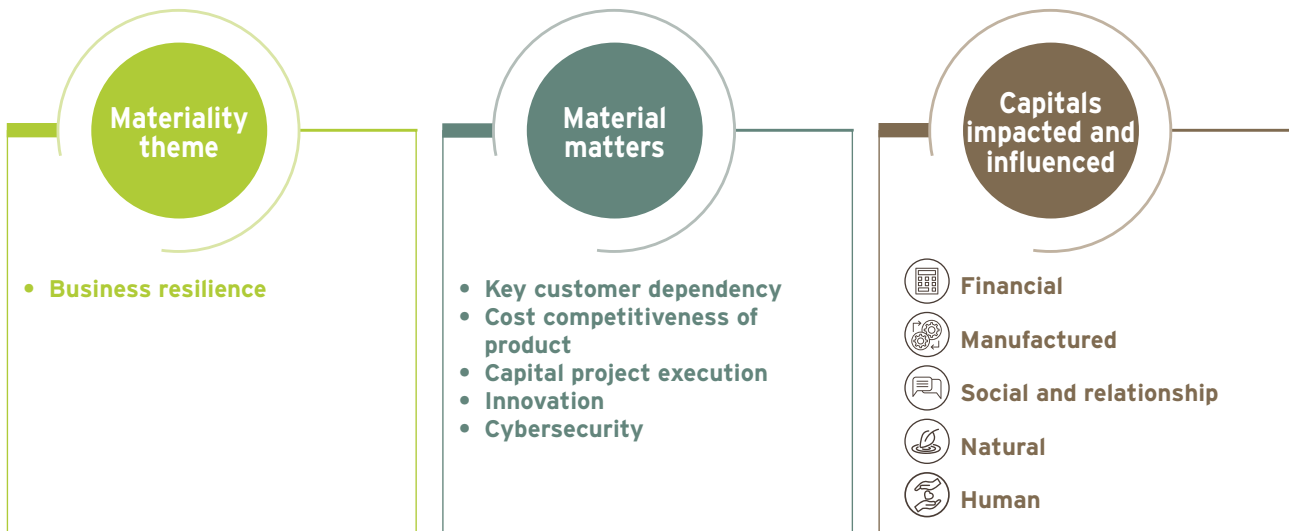 Materiality
theme
• Business resilience
Material
matters
• Key customer dependency
• Cost competitiveness of
product
• Capital project execution
• Innovation
• Cybersecurity
Capitals
impacted and
influenced
Financial
Manufactured
Social and relationship
Natural
Human